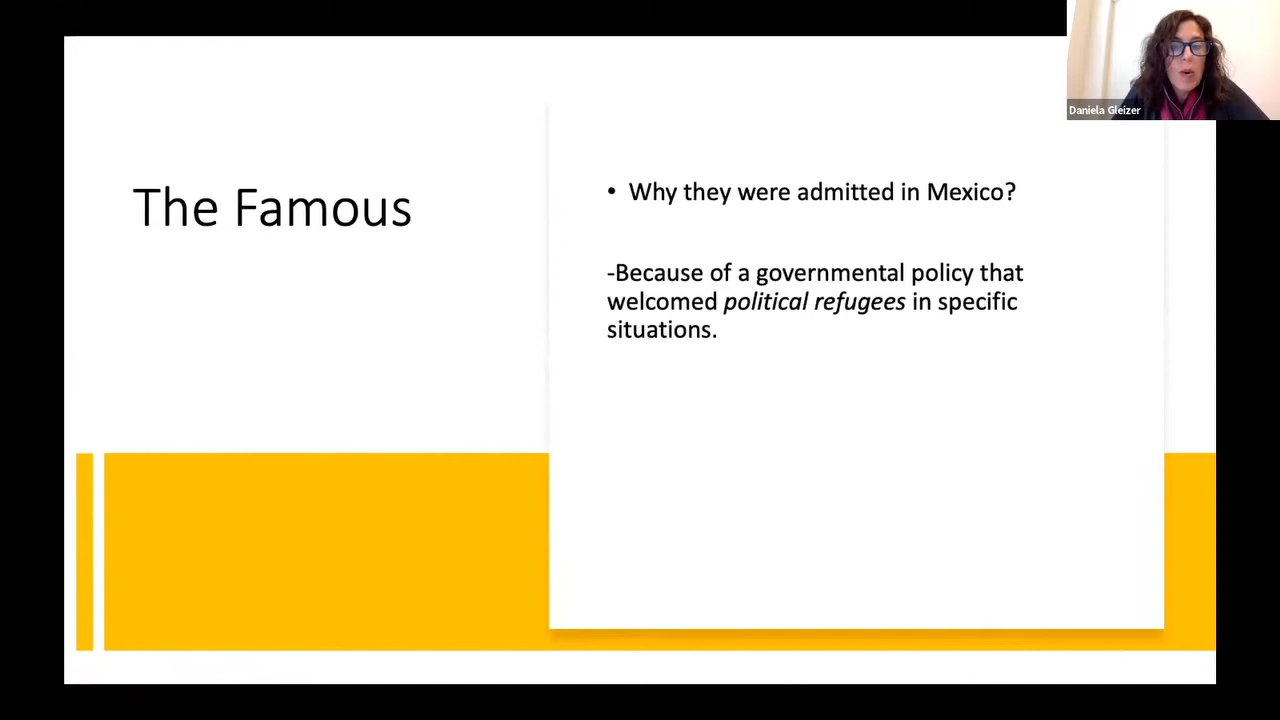 Daniela Gleizer
The Famous
• Why they were admitted in Mexico?
-Because of a governmental policy that
welcomed political refugees in specific
situations.